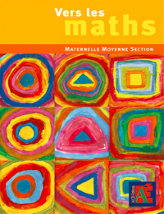 Vers les
maths
MATERNELLE MOYENNE SECTION